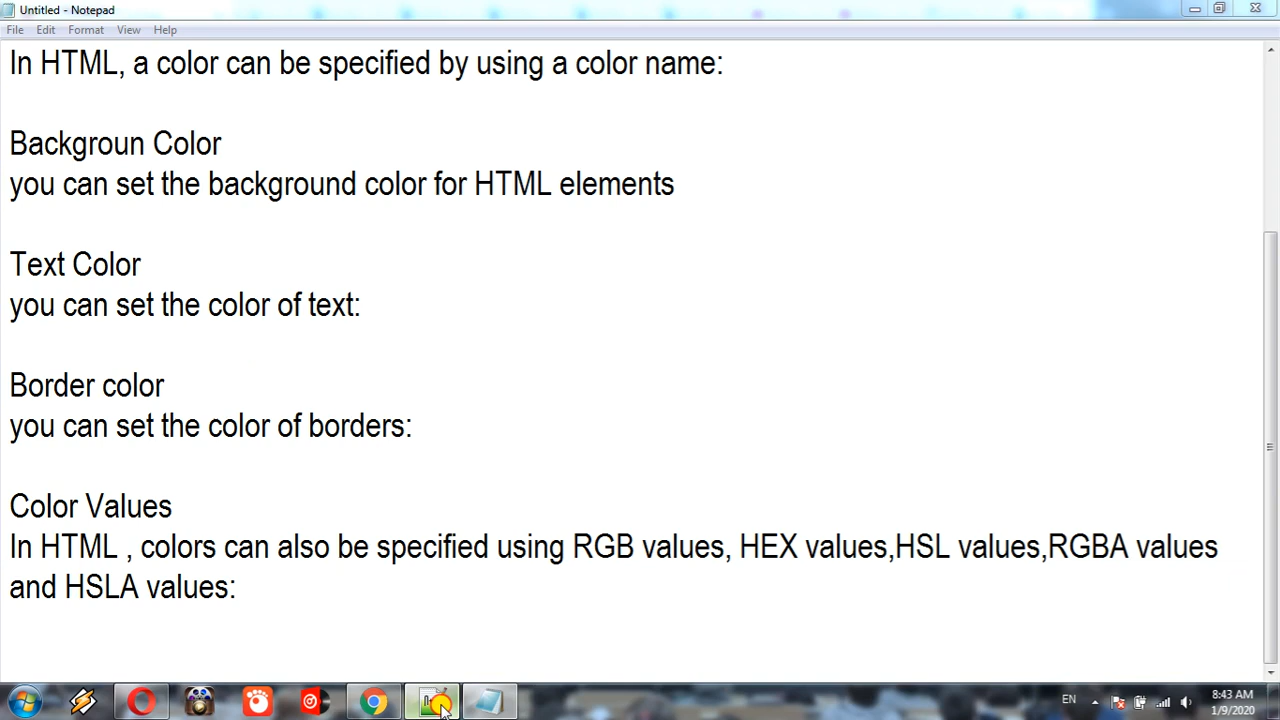 Untitled - Notepad
File Edit Format View Help
In HTML, a color can be specified by using a color name:
Backgroun Color
you can set the background color for HTML elements
Text Color
you can set the color of text:
Border color
you can set the color of borders:
Color Values
In HTML , colors can also be specified using RGB values, HEX values,HSL values,RGBA values
and HSLA values:
EN
8:43 AM
1/9/2020